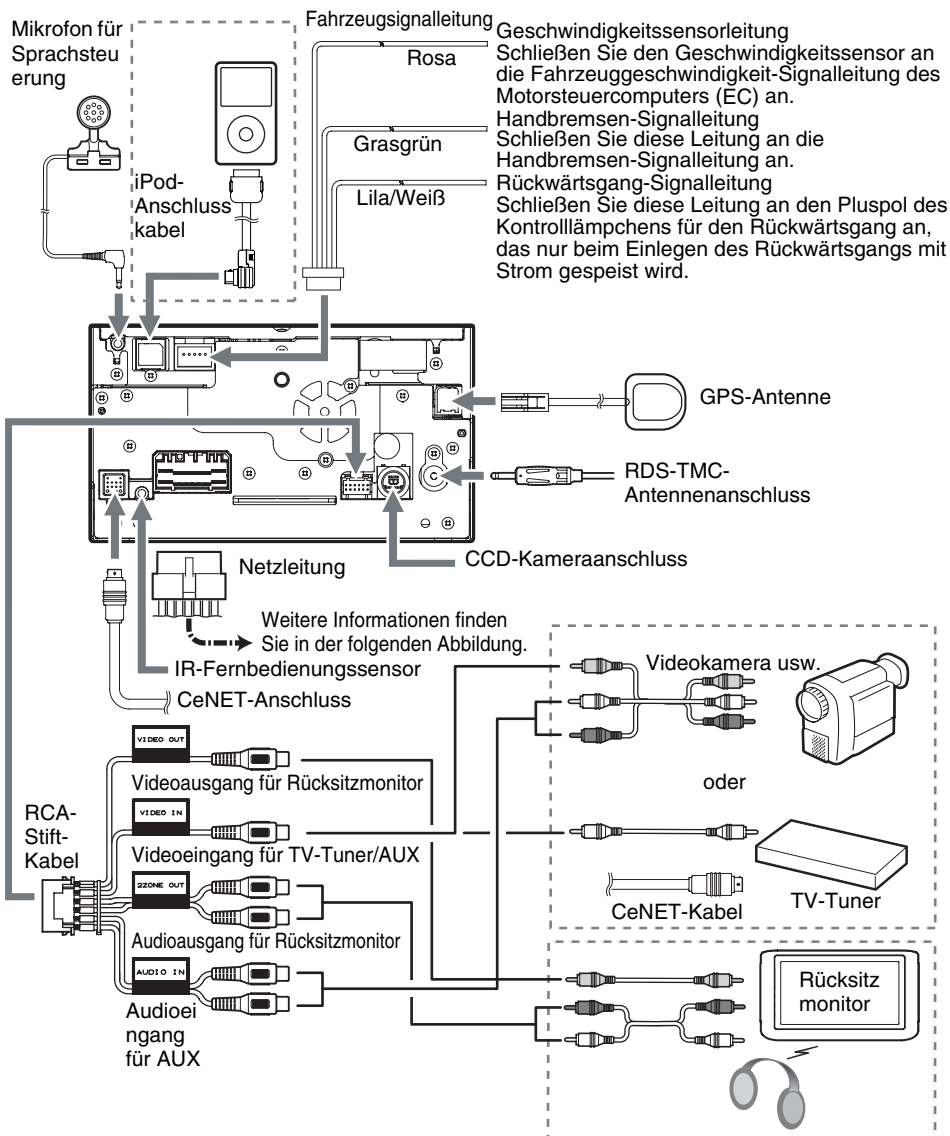 Mikrofon für
Sprachsteu
erung
iPod-
Anschluss
kabel
Fahrzeugsignalleitung
Rosa
Grasgrün
Lila/Weiß
Geschwindigkeitssensorleitung
Schließen Sie den Geschwindigkeitssensor an
die Fahrzeuggeschwindigkeit-Signalleitung des
Motorsteuercomputers (EC) an.
Handbremsen-Signalleitung
Schließen Sie diese Leitung an die
Handbremsen-Signalleitung an.
Rückwärtsgang-Signalleitung
Schließen Sie diese Leitung an den Pluspol des
Kontrolllämpchens für den Rückwärtsgang an,
das nur beim Einlegen des Rückwärtsgangs mit
Strom gespeist wird.
GPS-Antenne
RDS-TMC-
Antennenanschluss
CCD-Kameraanschluss
Netzleitung
Weitere Informationen finden
Sie in der folgenden Abbildung.
IR-Fernbedienungssensor
CeNET-Anschluss
VIDEO OUT
Videoausgang für Rücksitzmonitor
RCA-
Stift-
Kabel
VIDEO IN
Videoeingang für TV-Tuner/AUX
2ZONE OUT
Audioausgang für Rücksitzmonitor
AUDIO IN
Audioei
ngang
für AUX
Videokamera usw.
oder
CeNET-Kabel
TV-Tuner
Rücksitz
monitor